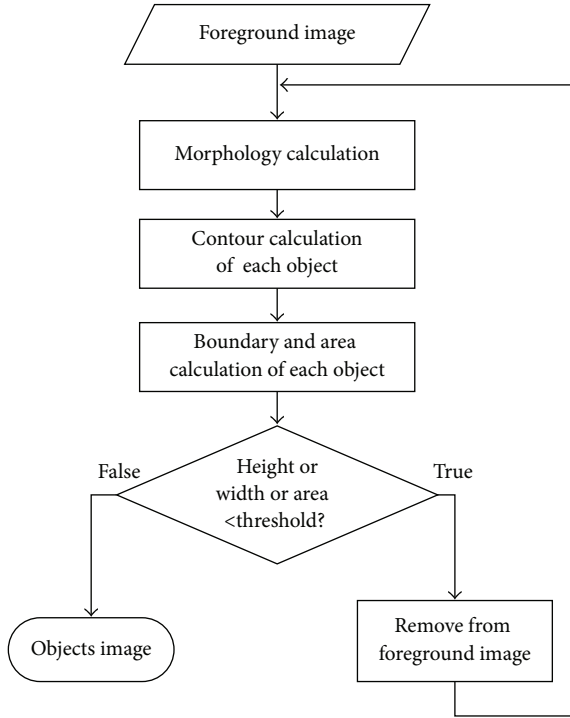 Foreground image
Morphology calculation
Contour calculation
of each object
Boundary and area
calculation of each object
Height or
width or area
<threshold?
False
True
Objects image
Remove from
foreground image